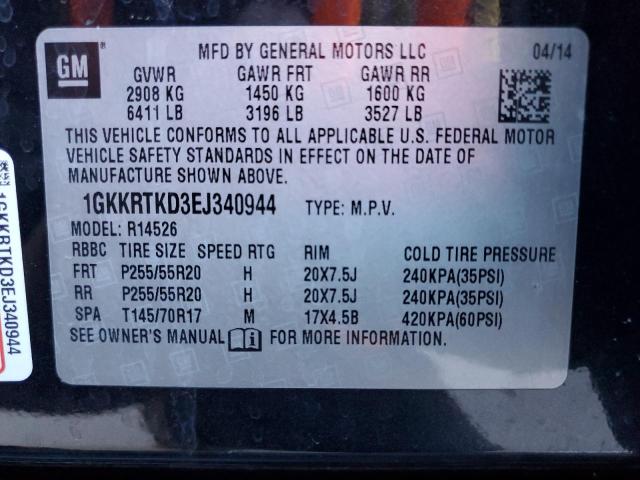 GM
MFD BY GENERAL MOTORS LLC 04/14
GVWR GAWR FRT GAWR RR
2908 KG 1450 KG 1600 KG
6411 LB 3196 LB 3527 LB
THIS VEHICLE CONFORMS TO ALL APPLICABLE U.S. FEDERAL MOTOR
VEHICLE SAFETY STANDARDS IN EFFECT ON THE DATE OF
MANUFACTURE SHOWN ABOVE.
1GKKRTKD3EJ340944 TYPE: M.P.V.
MODEL: R14526
RBBC TIRE SIZE SPEED RTG RIM COLD TIRE PRESSURE
FRT P255/55R20 H 20X7.5J 240KPA(35PSI)
RR P255/55R20 H 20X7.5J 240KPA(35PSI)
SPA T145/70R17 M 17X4.5B 420KPA(60PSI)
SEE OWNER'S MANUAL i FOR MORE INFORMATION.
1GKKRTKD3EJ340944